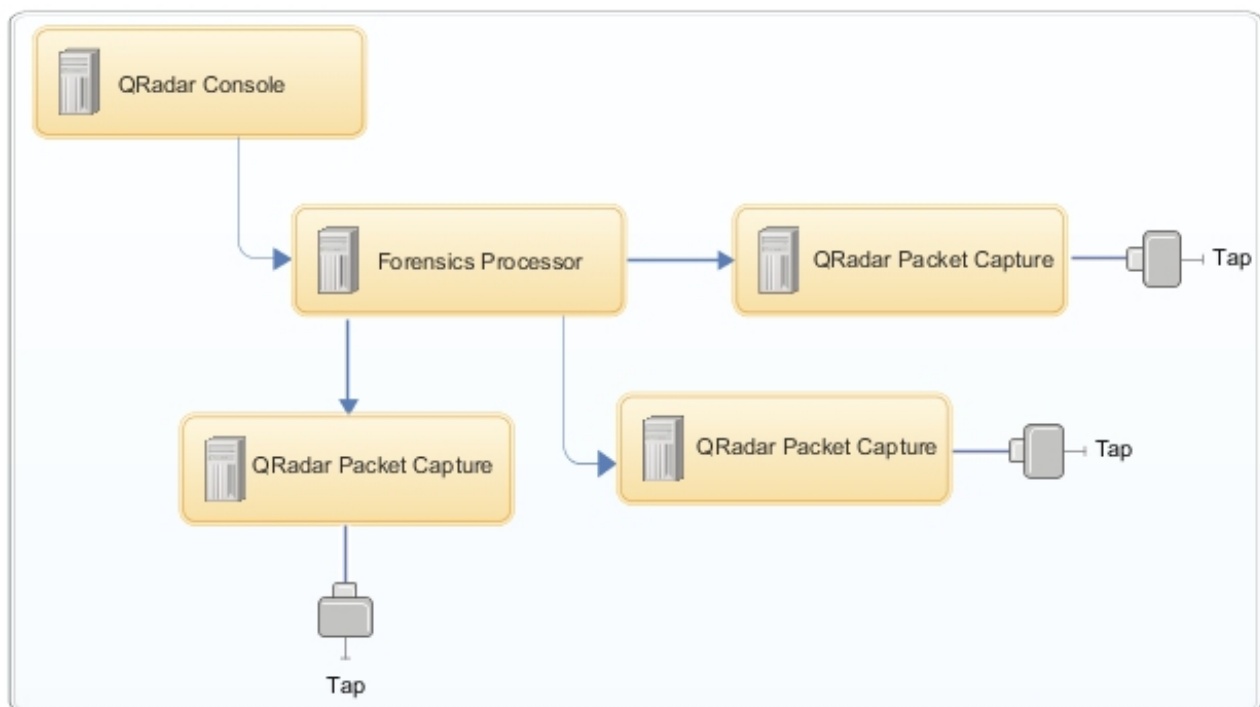 QRadar Console
Forensics Processor
QRadar Packet Capture
Tap
QRadar Packet Capture
Tap
QRadar Packet Capture
Tap